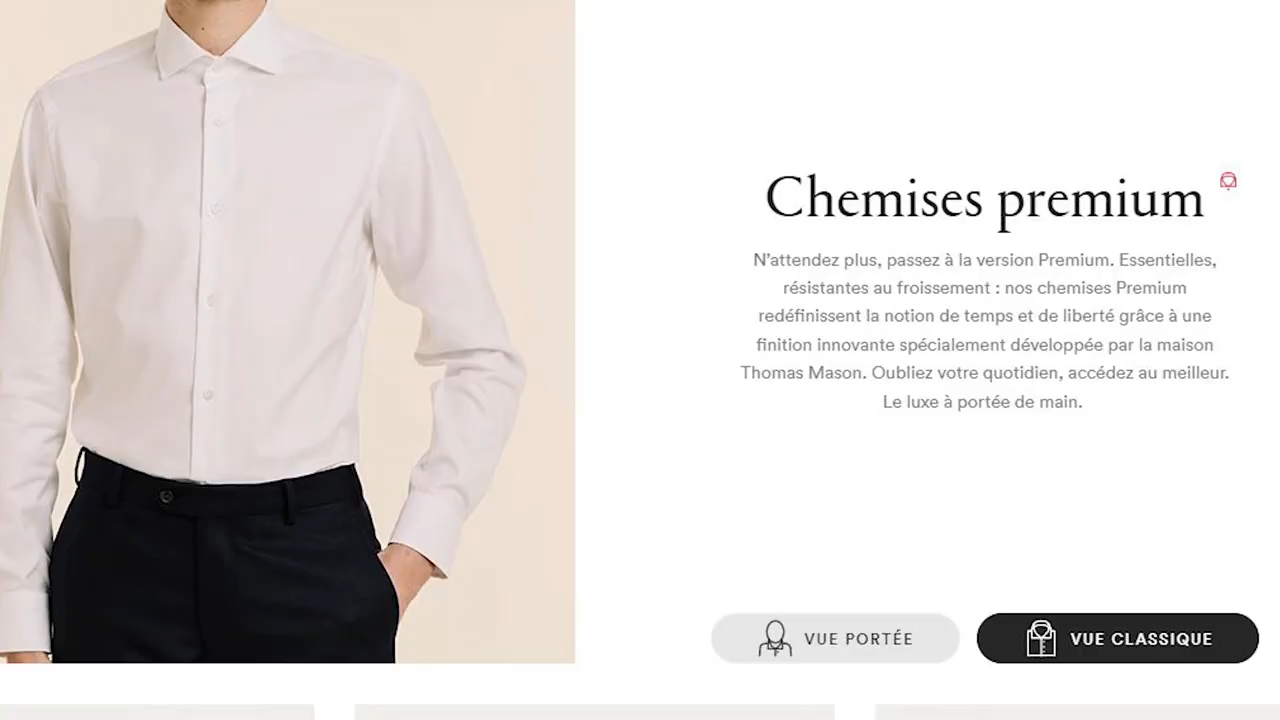 Chemises premium
N'attendez plus, passez à la version Premium. Essentielles,
résistantes au froissement : nos chemises Premium
redéfinissent la notion de temps et de liberté grâce à une
finition innovante spécialement développée par la maison
Thomas Mason. Oubliez votre quotidien, accédez au meilleur.
Le luxe à portée de main.
VUE PORTÉE
VUE CLASSIQUE